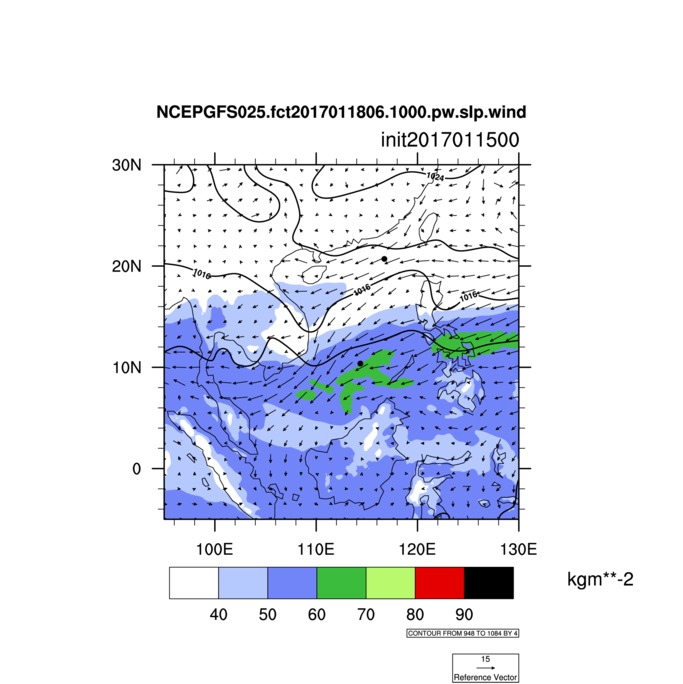 NCEPGFS025.fct2017011806.1000.pw.slp.wind
init2017011500
30N
1024
20N
1016
1016
1016
10N
0
100E 110E 120E 130E
kgm**-2
40 50 60 70 80 90
CONTOUR FROM 948 TO 1084 BY 4
15
Reference Vector